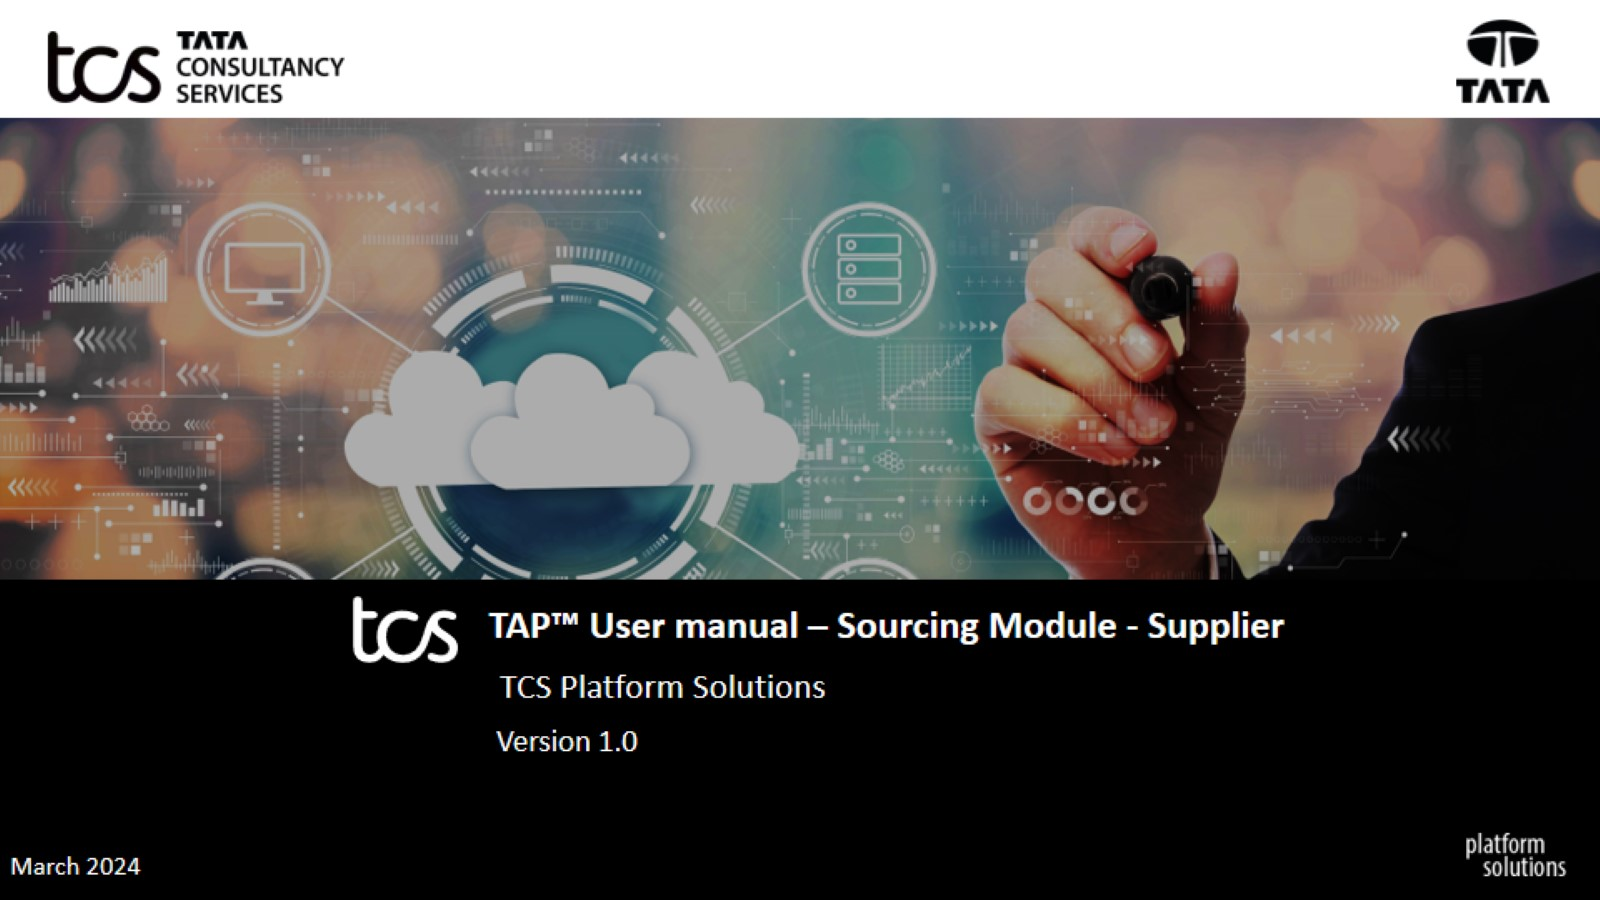 tcs TATA
CONSULTANCY
SERVICES
TATA
tcs TAP™ User manual – Sourcing Module - Supplier
TCS Platform Solutions
Version 1.0
March 2024
platform
solutions